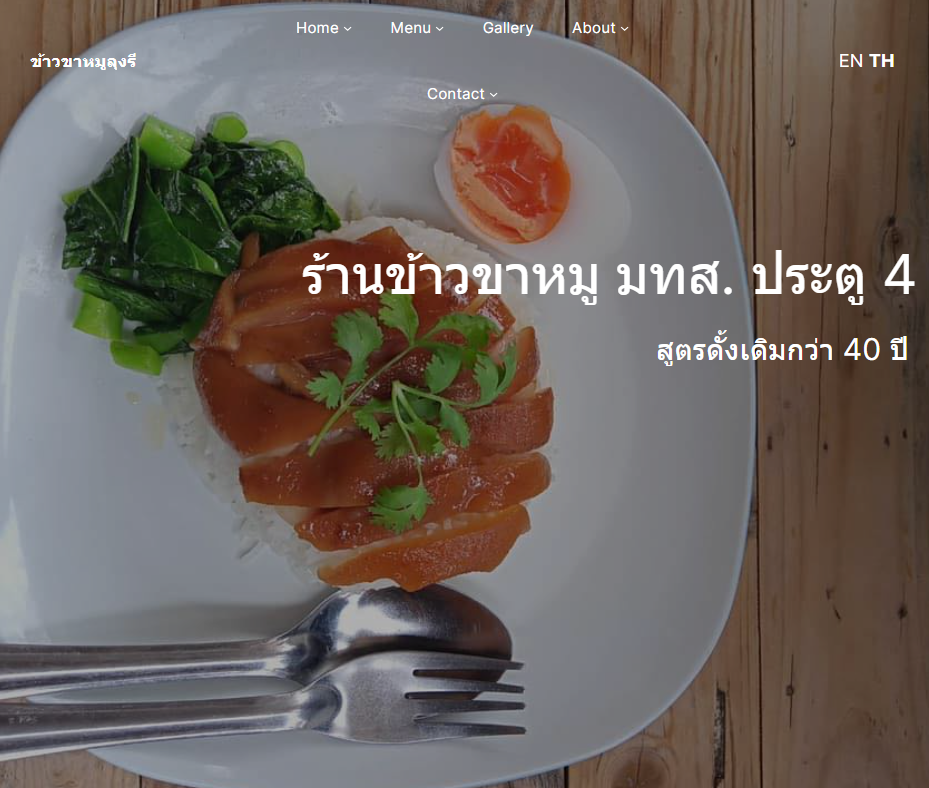 Home Menu Gallery About
ข้าวขาหมูลุงรี EN TH
Contact
ร้านข้าวขาหมู มทส. ประตู 4
สูตรดั้งเดิมกว่า 40 ปี